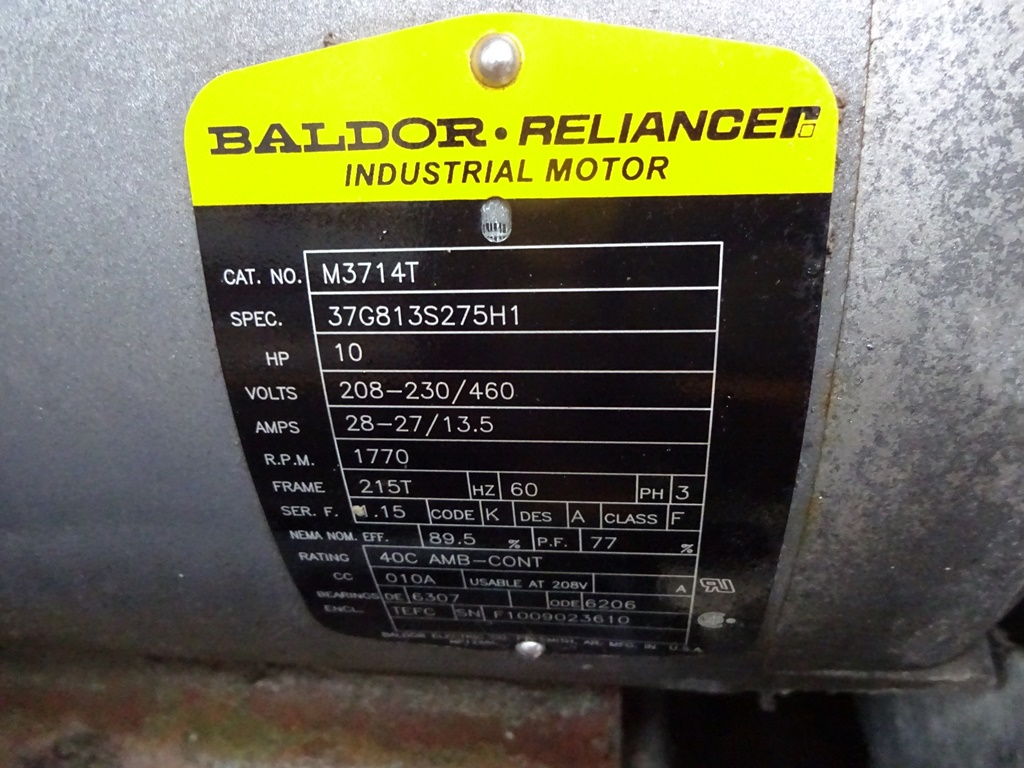 BALDOR • RELIANCE
INDUSTRIAL MOTOR
CAT. NO. M3714T
SPEC. 37G813S275H1
HP 10
VOLTS 208-230/460
AMPS 28-27/13.5
R.P.M. 1770
FRAME 215T HZ 60 PH 3
SER. F. 1.15 CODE K DES A CLASS F
NEMA NOM. EFF. 89.5 % P.F. 77 %
RATING 40C AMB-CONT
CC 010A USABLE AT 208V A
BEARINGS DE 6307 ODE 6206
ENCL. TEFC SN F1009023610
BALDOR MFD. IN U.S.A.